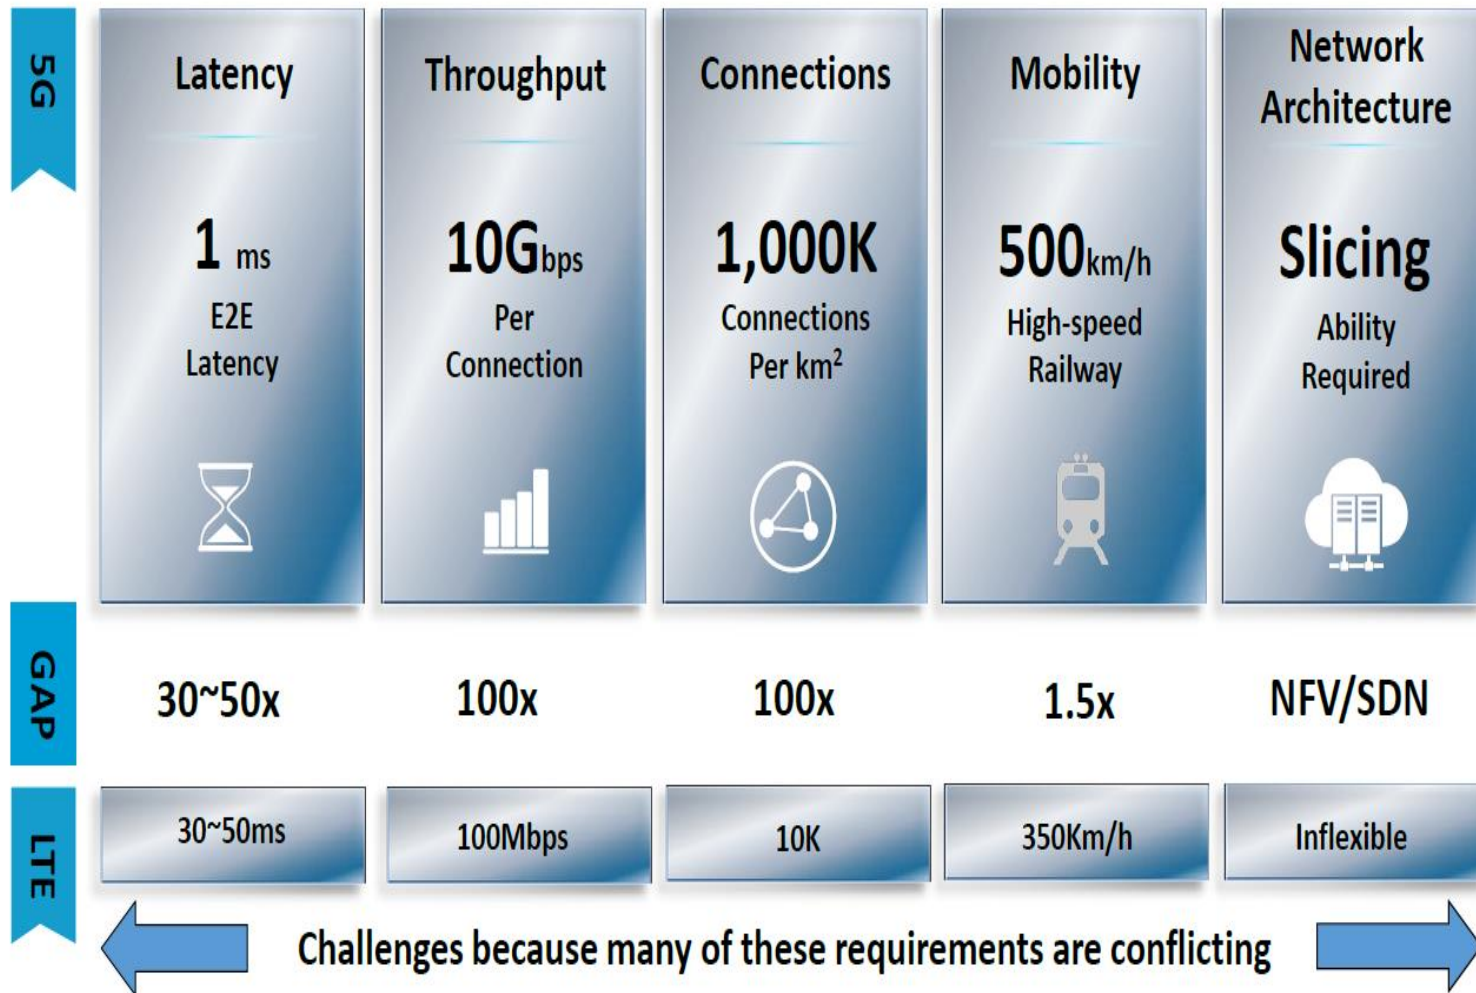 5G
Latency
1 ms
E2E
Latency
Throughput
10Gbps
Per
Connection
Connections
1,000K
Connections
Per km²
Mobility
500km/h
High-speed
Railway
Network
Architecture
Slicing
Ability
Required
GAP
30~50x
100x
100x
1.5x
NFV/SDN
LTE
30~50ms
100Mbps
10K
350Km/h
Inflexible
Challenges because many of these requirements are conflicting